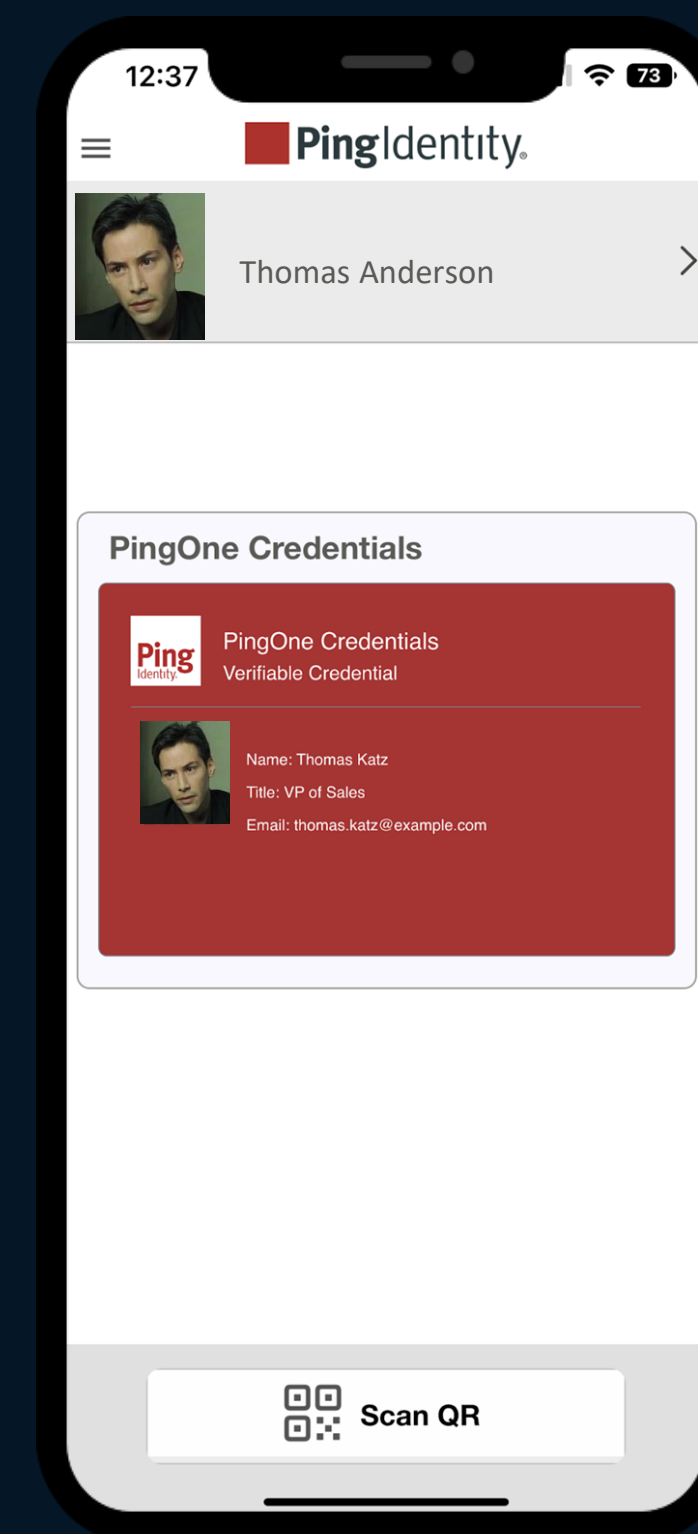 12:37
73
PingIdentity®
Thomas Anderson
PingOne Credentials
Ping
Identity.
PingOne Credentials
Verifiable Credential
Name: Thomas Katz
Title: VP of Sales
Email: thomas.katz@example.com
Scan QR